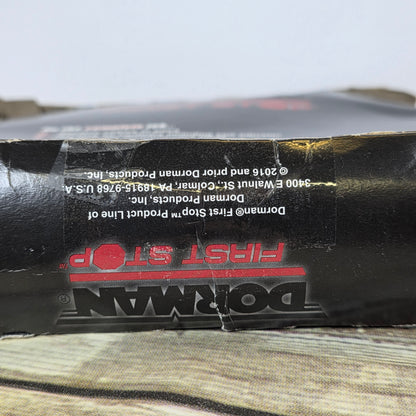 DORMAN®
FIRST STOP™
Dorman® First Stop™ Product Line of
Dorman Products, Inc.
3400 E Walnut St., Colmar, PA 18915-9768 U.S.A
© 2016 and prior Dorman Products, Inc.